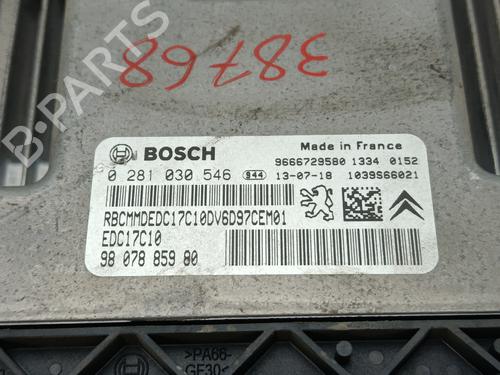 38768
BOSCH
Made in France
9666729580 1334 0152
0 281 030 546 944 13-07-18 1039S66021
RBCMMDEDC17C10DV6D97CEM01
EDC17C10
98 078 859 80
B-PARTS
BOSCH
>PA66-
GF30<